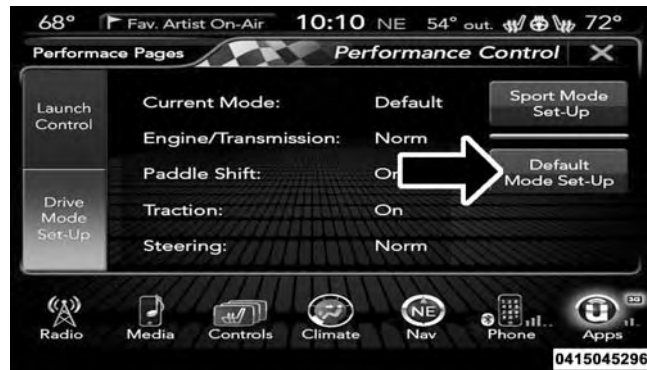 68° Fav. Artist On-Air 10:10 NE 54° out. 72°
Performace Pages Performance Control X
Launch Control
Drive Mode Set-Up
Current Mode: Default
Engine/Transmission: Norm
Paddle Shift:
Traction: On
Steering: Norm
Sport Mode Set-Up
Default Mode Set-Up
Radio Media Controls Climate NE Nav Phone Apps 3G
0415045296